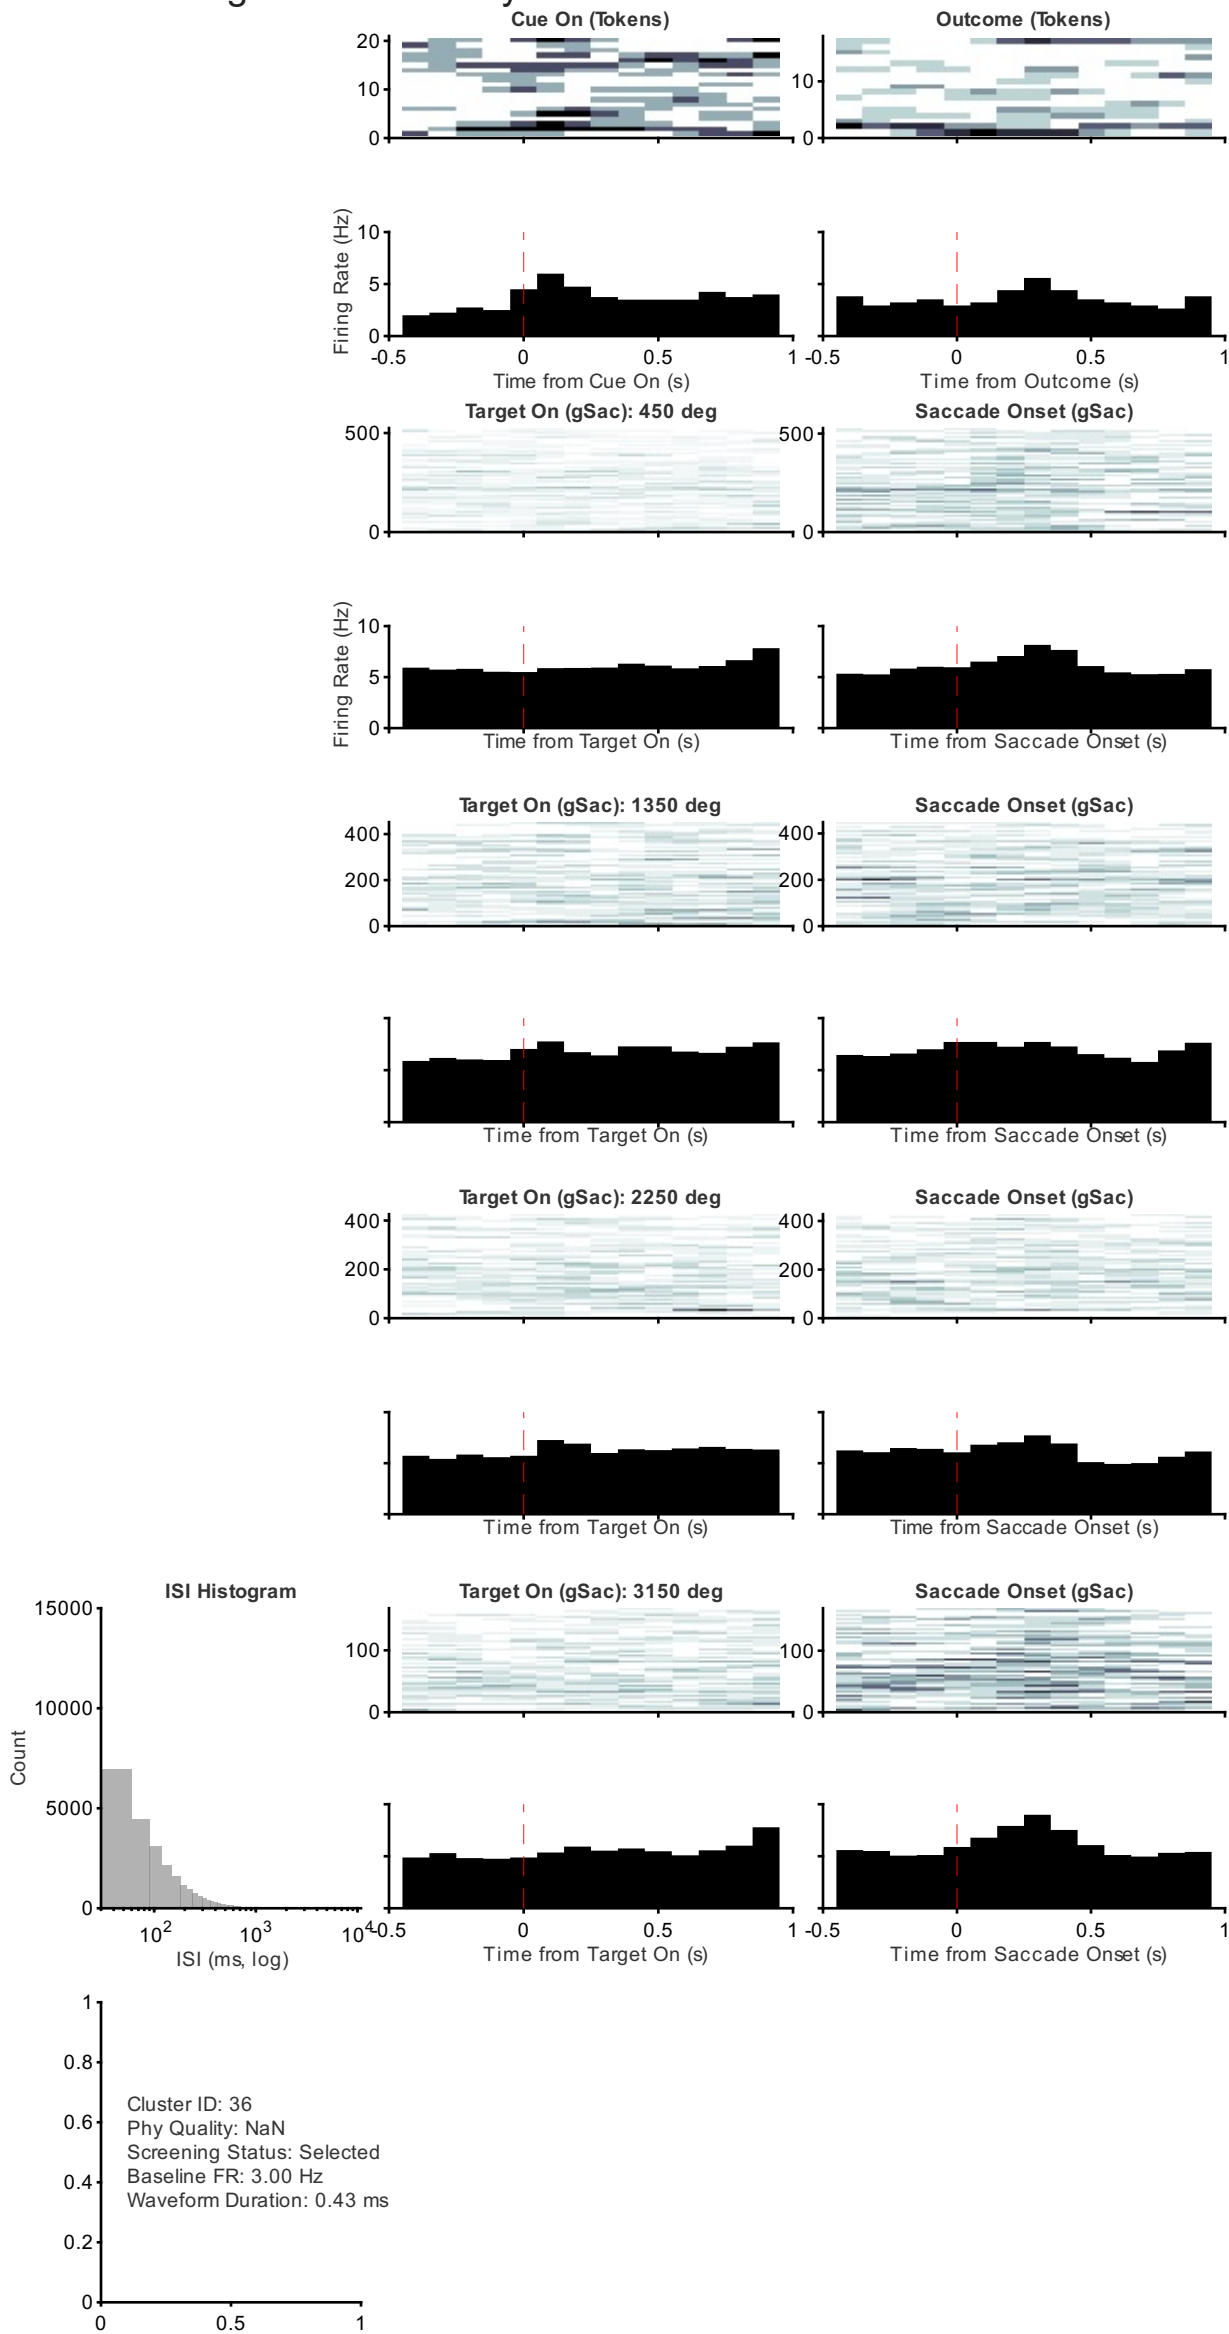 Cue On (Tokens)
Outcome (Tokens)
20
10
0
10
0
Firing Rate (Hz)
10
5
0
-0.5
0
0.5
1
-0.5
0
0.5
1
Time from Cue On (s)
Time from Outcome (s)
Target On (gSac): 450 deg
Saccade Onset (gSac)
500
0
500
0
Firing Rate (Hz)
10
5
0
Time from Target On (s)
Time from Saccade Onset (s)
Target On (gSac): 1350 deg
Saccade Onset (gSac)
400
200
0
400
200
0
Time from Target On (s)
Time from Saccade Onset (s)
Target On (gSac): 2250 deg
Saccade Onset (gSac)
400
200
0
400
200
0
Time from Target On (s)
Time from Saccade Onset (s)
ISI Histogram
Target On (gSac): 3150 deg
Saccade Onset (gSac)
15000
10000
5000
0
Count
10²
10³
10⁴
ISI (ms, log)
100
0
100
0
-0.5
0
0.5
1
-0.5
0
0.5
1
Time from Target On (s)
Time from Saccade Onset (s)
1
0.8
0.6
0.4
0.2
0
Cluster ID: 36
Phy Quality: NaN
Screening Status: Selected
Baseline FR: 3.00 Hz
Waveform Duration: 0.43 ms
0
0.5
1